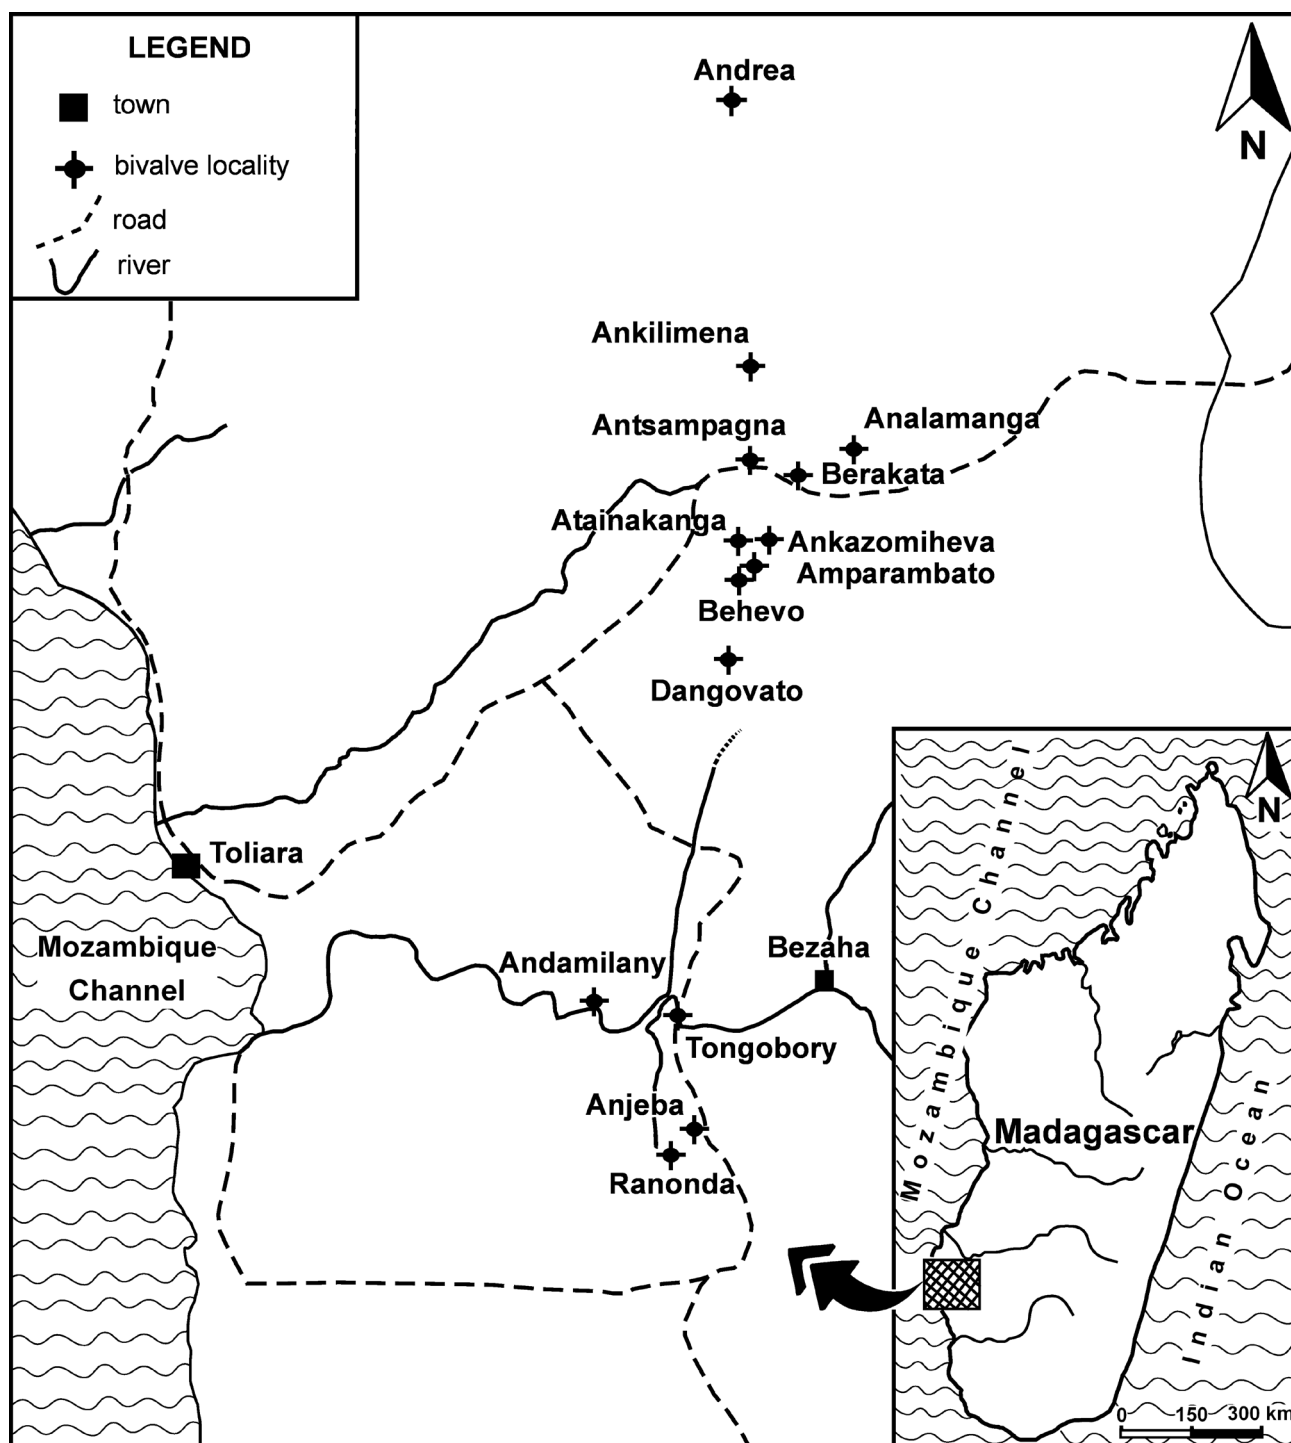 LEGEND
town
bivalve locality
road
river
Andrea
N
Ankilimena
Antsampagna
Analamanga
Berakata
Atainakanga
Ankazomiheva
Amparambato
Behevo
Dangovato
Toliara
Mozambique
Channel
Andamilany
Bezaha
Tongobory
Anjeba
Ranonda
Mozambique Channel
N
Madagascar
Indian Ocean
0 150 300 km